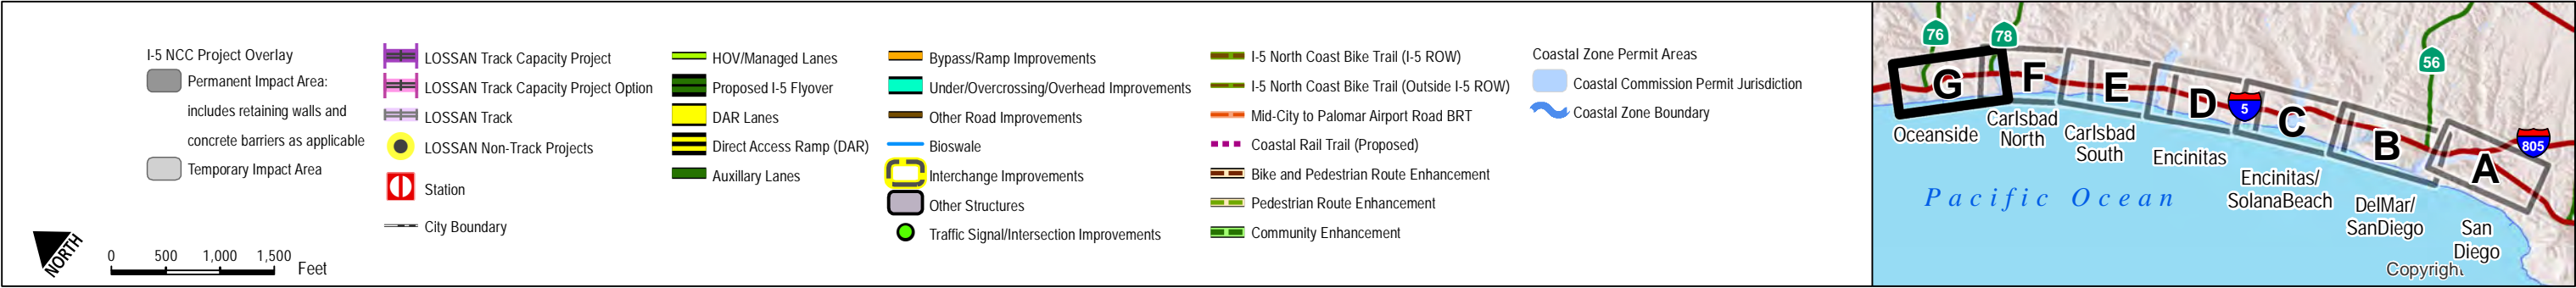 I-5 NCC Project Overlay
Permanent Impact Area:
includes retaining walls and
concrete barriers as applicable
Temporary Impact Area
NORTH
0 500 1,000 1,500
Feet
LOSSAN Track Capacity Project
LOSSAN Track Capacity Project Option
LOSSAN Track
LOSSAN Non-Track Projects
Station
City Boundary
HOV/Managed Lanes
Proposed I-5 Flyover
DAR Lanes
Direct Access Ramp (DAR)
Auxillary Lanes
Bypass/Ramp Improvements
Under/Overcrossing/Overhead Improvements
Other Road Improvements
Bioswale
Interchange Improvements
Other Structures
Traffic Signal/Intersection Improvements
I-5 North Coast Bike Trail (I-5 ROW)
I-5 North Coast Bike Trail (Outside I-5 ROW)
Mid-City to Palomar Airport Road BRT
Coastal Rail Trail (Proposed)
Bike and Pedestrian Route Enhancement
Pedestrian Route Enhancement
Community Enhancement
Coastal Zone Permit Areas
Coastal Commission Permit Jurisdiction
Coastal Zone Boundary
76
78
56
5
805
G
F
E
D
C
B
A
Oceanside
Carlsbad
North
Carlsbad
South
Encinitas
Encinitas/
SolanaBeach
DelMar/
SanDiego
San
Diego
Pacific Ocean
Copyright